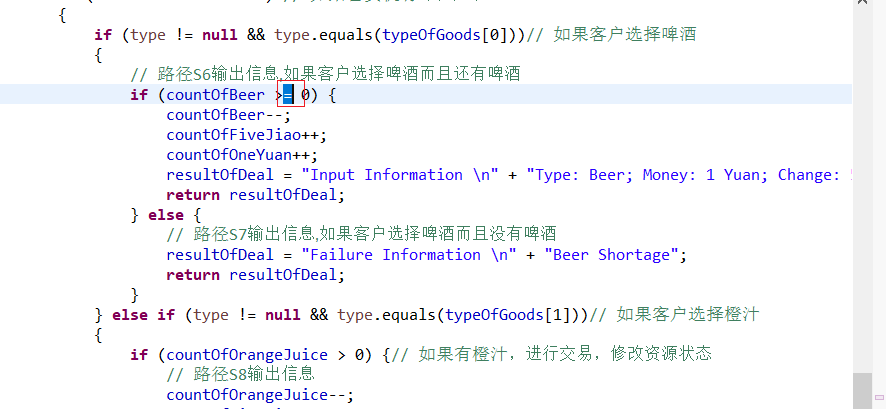 {
if (type != null && type.equals(typeOfGoods[0]))// 如果客户选择啤酒
{
// 路径S6输出信息,如果客户选择啤酒而且还有啤酒
if (countOfBeer >= 0) {
countOfBeer--;
countOfFiveJiao++;
countOfOneYuan++;
resultOfDeal = "Input Information \n" + "Type: Beer; Money: 1 Yuan; Change:
return resultOfDeal;
} else {
// 路径S7输出信息,如果客户选择啤酒而且没有啤酒
resultOfDeal = "Failure Information \n" + "Beer Shortage";
return resultOfDeal;
}
} else if (type != null && type.equals(typeOfGoods[1]))// 如果客户选择橙汁
{
if (countOfOrangeJuice > 0) {// 如果有橙汁，进行交易，修改资源状态
// 路径S8输出信息
countOfOrangeJuice--;